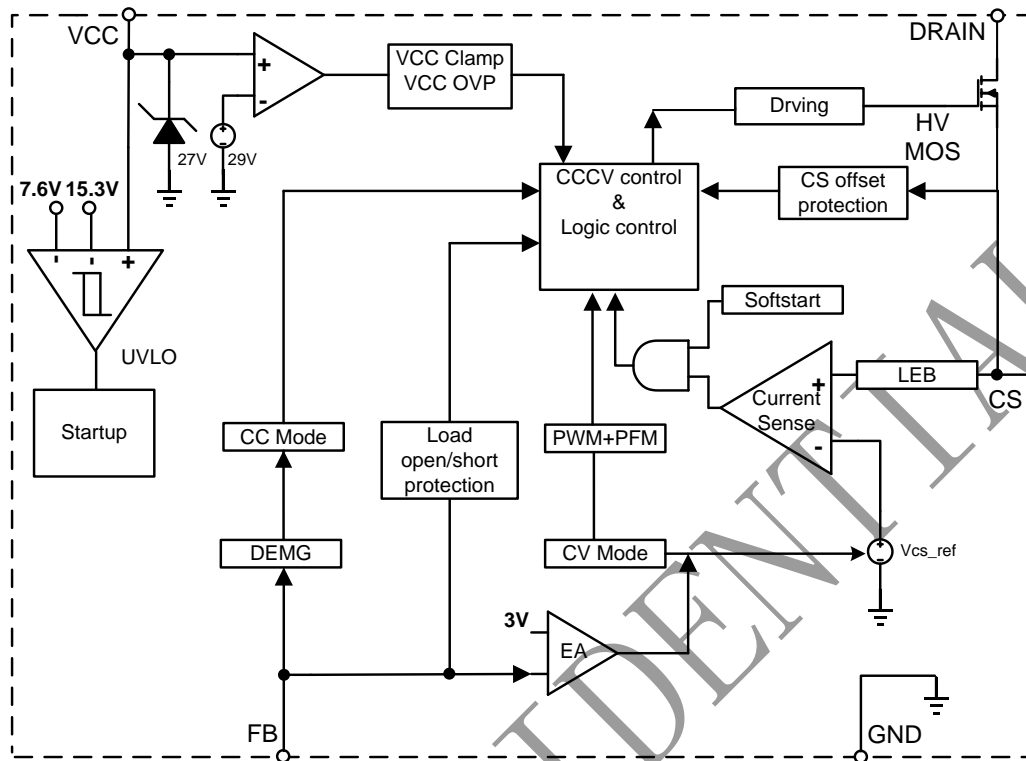 VCC
DRAIN
VCC Clamp
VCC OVP
Drving
HV
MOS
27V
29V
7.6V
15.3V
CCCV control
&
Logic control
CS offset
protection
Softstart
UVLO
LEB
CS
Current
Sense
Startup
CC Mode
Load
open/short
protection
PWM+PFM
DEMG
CV Mode
Vcs_ref
3V
EA
FB
GND
IDENTIAL